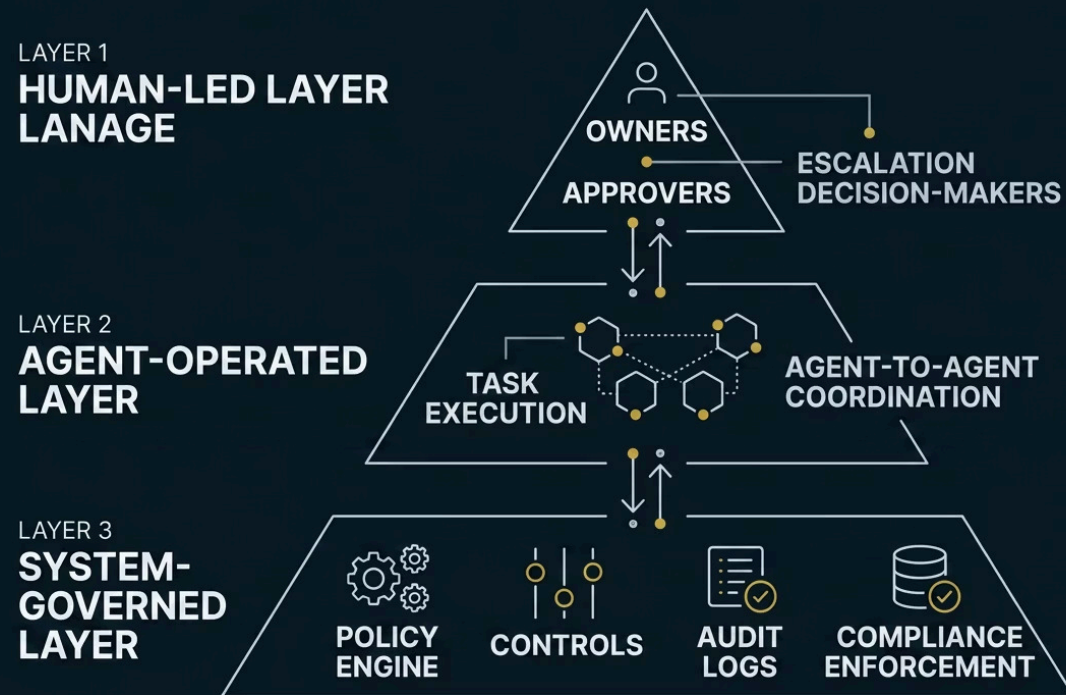 LAYER 1
HUMAN-LED LAYER
LANAGE
OWNERS
APPROVERS
ESCALATION
DECISION-MAKERS
LAYER 2
AGENT-OPERATED
LAYER
TASK
EXECUTION
AGENT-TO-AGENT
COORDINATION
LAYER 3
SYSTEM-
GOVERNED
LAYER
POLICY
ENGINE
CONTROLS
AUDIT
LOGS
COMPLIANCE
ENFORCEMENT